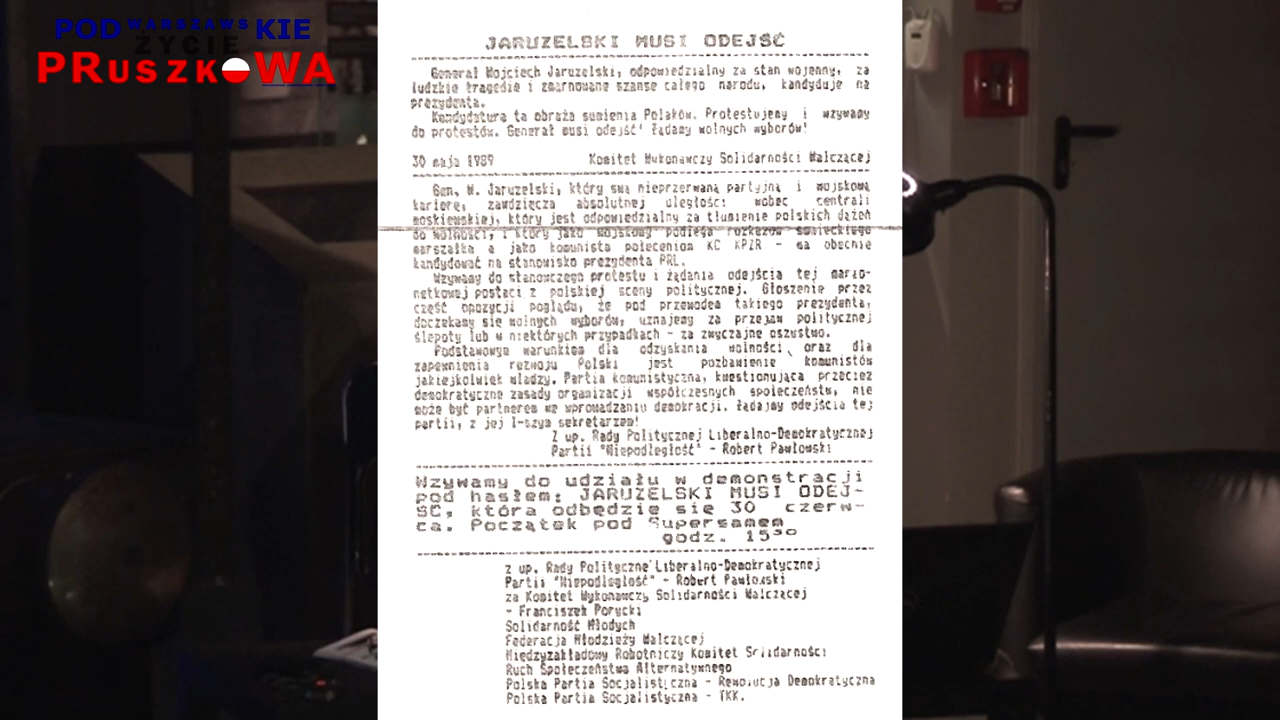 PODWARSZAWSKIE
ŻYCIE
PRUSZKOWA
JARUZELSKI MUSI ODEJŚĆ
Generał Wojciech Jaruzelski, odpowiedzialny za stan wojenny, za
ludzkie tragedie i zmarnowane szanse całego narodu, kandyduje na
prezydenta.
Kandydatura ta obraża sumienia Polaków. Protestujemy i wzywamy
do protestów. Generał musi odejść! Żądamy wolnych wyborów!
30 maja 1989 Komitet Wykonawczy Solidarności Walczącej
Gen. W. Jaruzelski, który swą nieprzerwaną partyjną i wojskową
karierę, zawdzięcza absolutnej uległości wobec centrali
moskiewskiej, który jest odpowiedzialny za tłumienie polskich dążeń
do wolności, i który jako wojskowy podlega rozkazom sowieckiego
marszałka a jako komunista poleceniom KC KPZR - ma obecnie
kandydować na stanowisko prezydenta PRL.
Wzywamy do stanowczego protestu i żądania odejścia tej mario-
netkowej postaci z polskiej sceny politycznej. Głoszenie przez
część opozycji poglądu, że pod przewodem takiego prezydenta,
doczekamy się wolnych wyborów, uznajemy za przejaw politycznej
ślepoty lub w niektórych przypadkach - za zwyczajne oszustwo.
Podstawowym warunkiem dla odzyskania wolności, oraz dla
zapewnienia rozwoju Polski jest pozbawienie komunistów
jakiejkolwiek władzy. Partia komunistyczna, kwestionująca przecież
demokratyczne zasady organizacji współczesnych społeczeństw, nie
może być partnerem we wprowadzaniu demokracji. Żądajmy odejścia tej
partii, z jej I-szym sekretarzem!
Z up. Rady Politycznej Liberalno-Demokratycznej
Partii "Niepodległość" - Robert Pawłowski
Wzywamy do udziału w demonstracji
pod hasłem: JARUZELSKI MUSI ODEJ-
ŚĆ, która odbędzie się 30 czerw-
ca. Początek pod Supersamem
godz. 15³⁰
z up. Rady Polityczne Liberalno-Demokratycznej
Partii "Niepodległość" - Robert Pawłowski
za Komitet Wykonawczy Solidarności Walczącej
- Franciszek Porycki
Solidarność Młodych
Federacja Młodzieży Walczącej
Międzyzakładowy Robotniczy Komitet Solidarności
Ruch Społeczeństwa Alternatywnego
Polska Partia Socjalistyczna - Rewolucja Demokratyczna
Polska Partia Socjalistyczna - TKK.